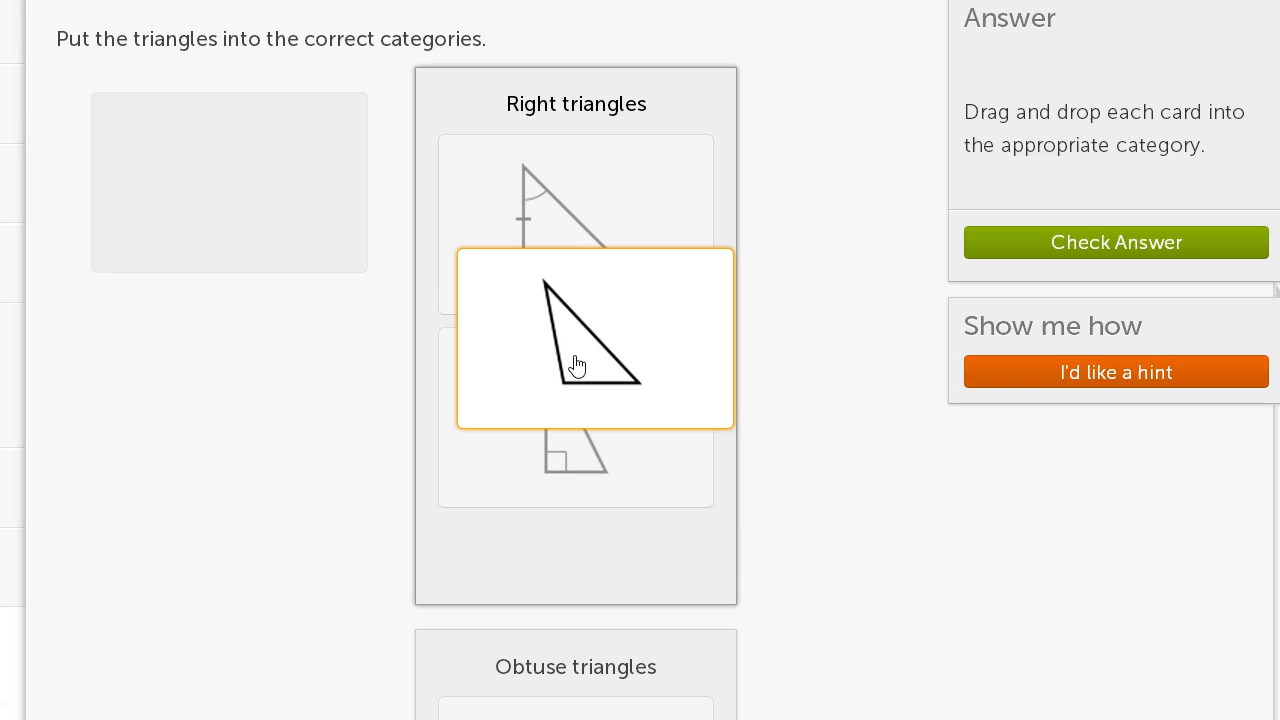 Put the triangles into the correct categories.
Right triangles
Obtuse triangles
Answer
Drag and drop each card into
the appropriate category.
Check Answer
Show me how
I'd like a hint